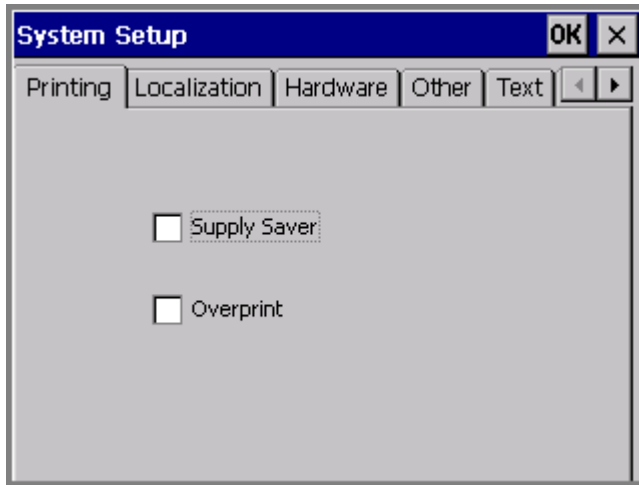 System Setup OK ×
Printing Localization Hardware Other Text
Supply Saver
Overprint